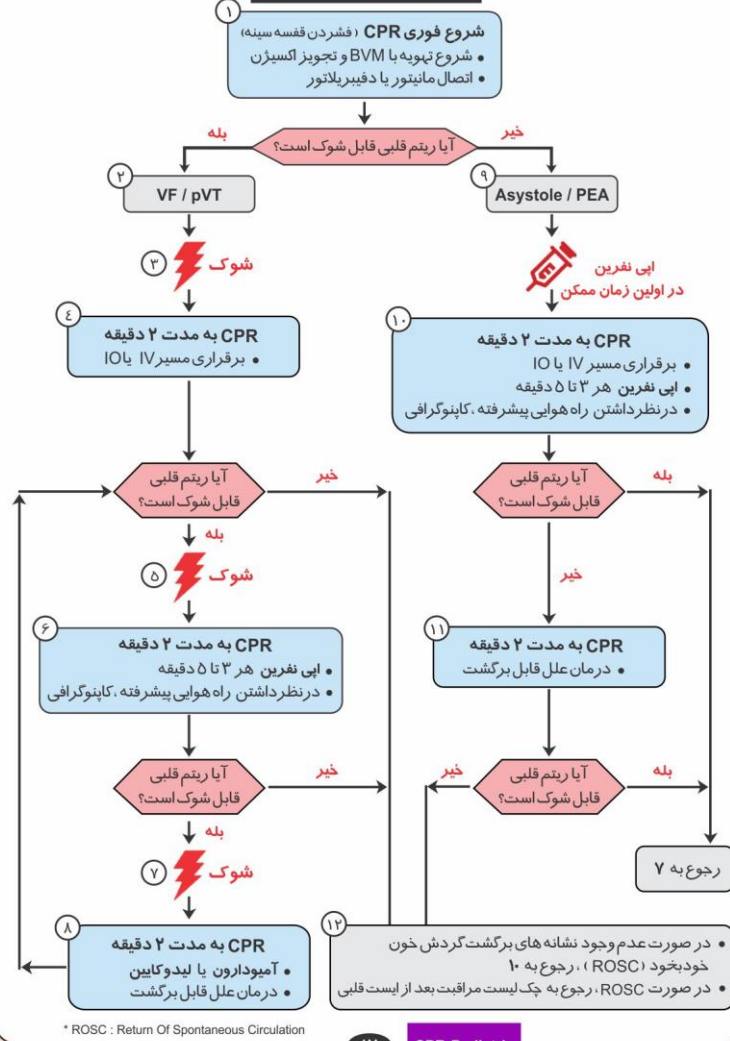 ۱
شروع فوری CPR (فشردن قفسه سینه)
• شروع تهویه با BVM و تجویز اکسیژن
• اتصال مانیتور یا دفیبریلاتور
آیا ریتم قلبی قابل شوک است؟
بله
خیر
۲
VF / pVT
۳
شوک
٤
CPR به مدت ۲ دقیقه
• برقراری مسیر IV یا IO
آیا ریتم قلبی
قابل شوک است؟
خیر
بله
۵
شوک
۶
CPR به مدت ۲ دقیقه
• اپی نفرین هر ۳ تا ۵ دقیقه
• درنظر داشتن راه هوایی پیشرفته، کاپنوگرافی
آیا ریتم قلبی
قابل شوک است؟
خیر
بله
۷
شوک
۸
CPR به مدت ۲ دقیقه
• آمیودارون یا لیدوکایین
• درمان علل قابل برگشت
۹
Asystole / PEA
اپی نفرین
در اولین زمان ممکن
۱۰
CPR به مدت ۲ دقیقه
• برقراری مسیر IV یا IO
• اپی نفرین هر ۳ تا ۵ دقیقه
• درنظر داشتن راه هوایی پیشرفته، کاپنوگرافی
آیا ریتم قلبی
قابل شوک است؟
بله
خیر
۱۱
CPR به مدت ۲ دقیقه
• درمان علل قابل برگشت
آیا ریتم قلبی
قابل شوک است؟
بله
خیر
رجوع به ۷
۱۲
• در صورت عدم وجود نشانه های برگشت گردش خون
خودبخود (ROSC)، رجوع به ۱۰
• در صورت ROSC، رجوع به چک لیست مراقبت بعد از ایست قلبی
* ROSC : Return Of Spontaneous Circulation